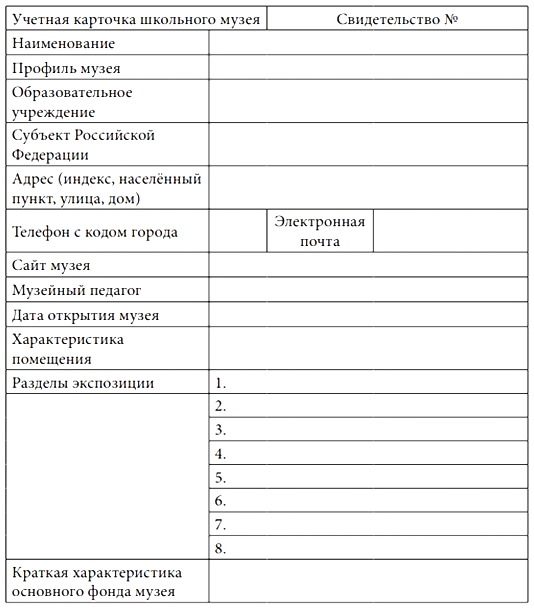 Учетная карточка школьного музея Свидетельство №
Наименование
Профиль музея
Образовательное
учреждение
Субъект Российской
Федерации
Адрес (индекс, населённый
пункт, улица, дом)
Телефон с кодом города
Электронная
почта
Сайт музея
Музейный педагог
Дата открытия музея
Характеристика
помещения
Разделы экспозиции 1.
2.
3.
4.
5.
6.
7.
8.
Краткая характеристика
основного фонда музея